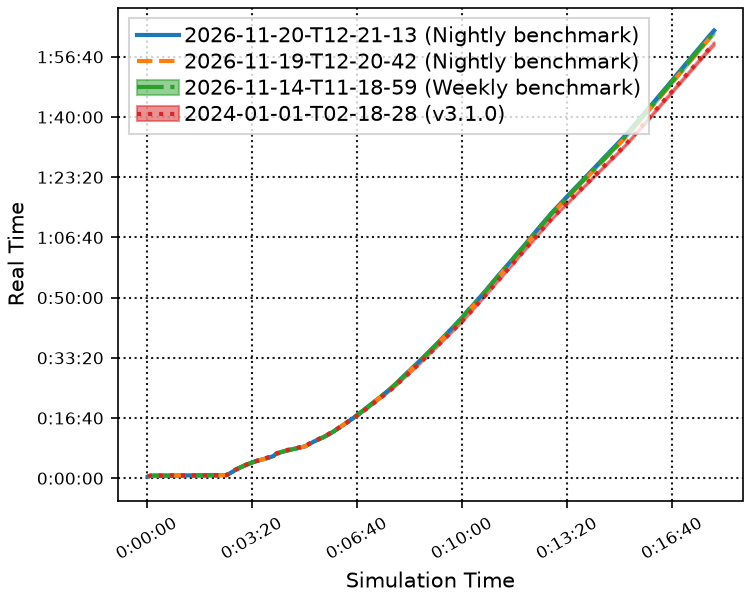 2026-11-20-T12-21-13 (Nightly benchmark)
2026-11-19-T12-20-42 (Nightly benchmark)
2026-11-14-T11-18-59 (Weekly benchmark)
2024-01-01-T02-18-28 (v3.1.0)
1:56:40
1:40:00
1:23:20
1:06:40
0:50:00
0:33:20
0:16:40
0:00:00
Real Time
0:00:00
0:03:20
0:06:40
0:10:00
0:13:20
0:16:40
Simulation Time